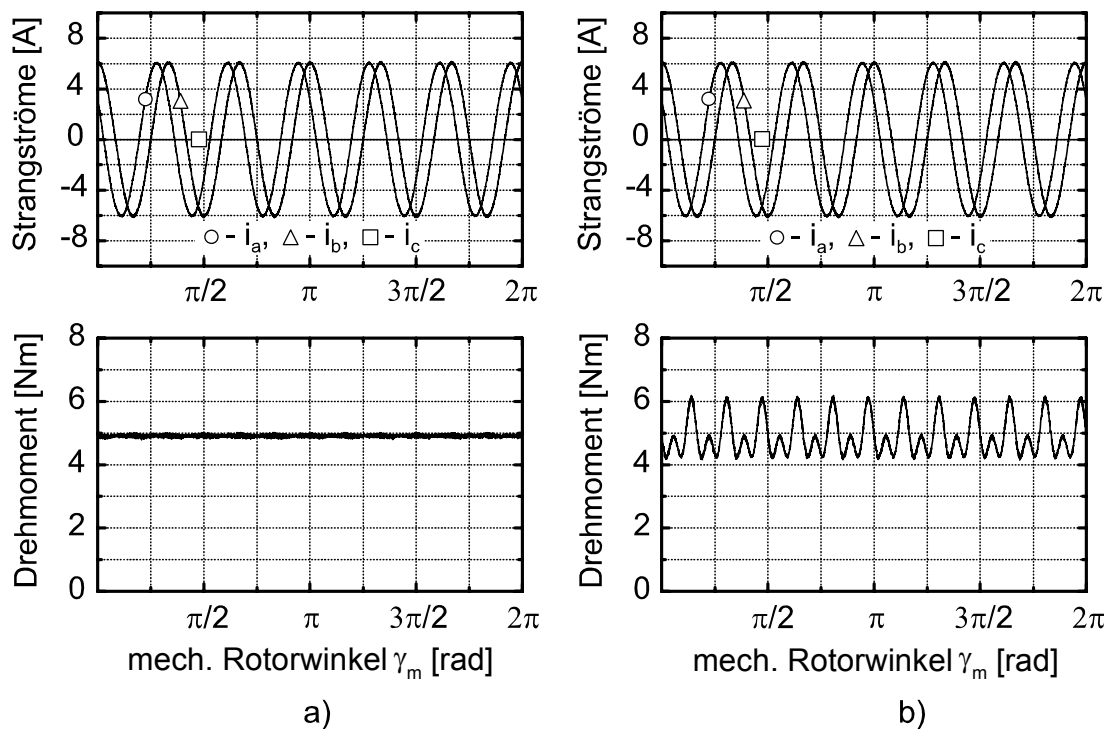 Strangströme [A]
8
4
0
-4
-8
○ - i_a, △ - i_b, □ - i_c
π/2 π 3π/2 2π
Drehmoment [Nm]
8
6
4
2
0
π/2 π 3π/2 2π
mech. Rotorwinkel γ_m [rad]
a)
Strangströme [A]
8
4
0
-4
-8
○ - i_a, △ - i_b, □ - i_c
π/2 π 3π/2 2π
Drehmoment [Nm]
8
6
4
2
0
π/2 π 3π/2 2π
mech. Rotorwinkel γ_m [rad]
b)